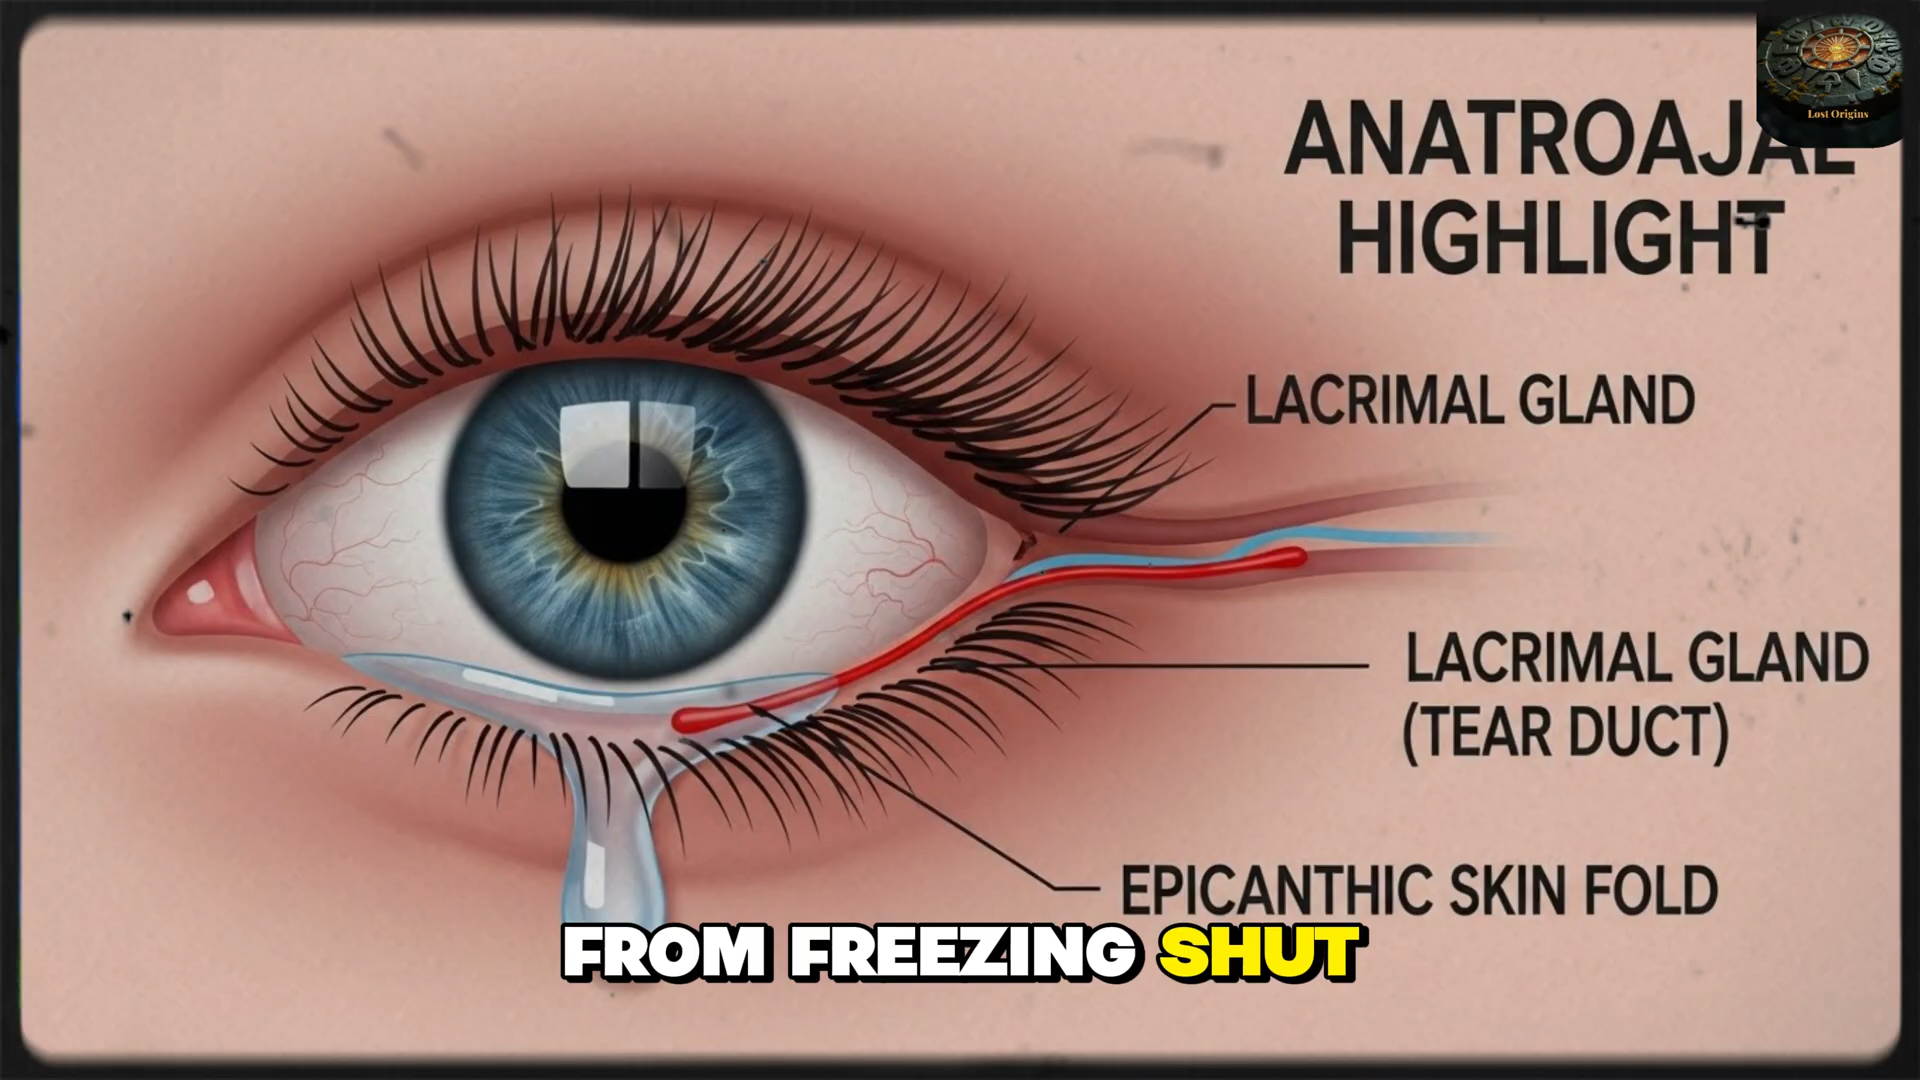 Lost Origins
ANATROAJAL
HIGHLIGHT
LACRIMAL GLAND
LACRIMAL GLAND
(TEAR DUCT)
EPICANTHIC SKIN FOLD
FROM FREEZING SHUT